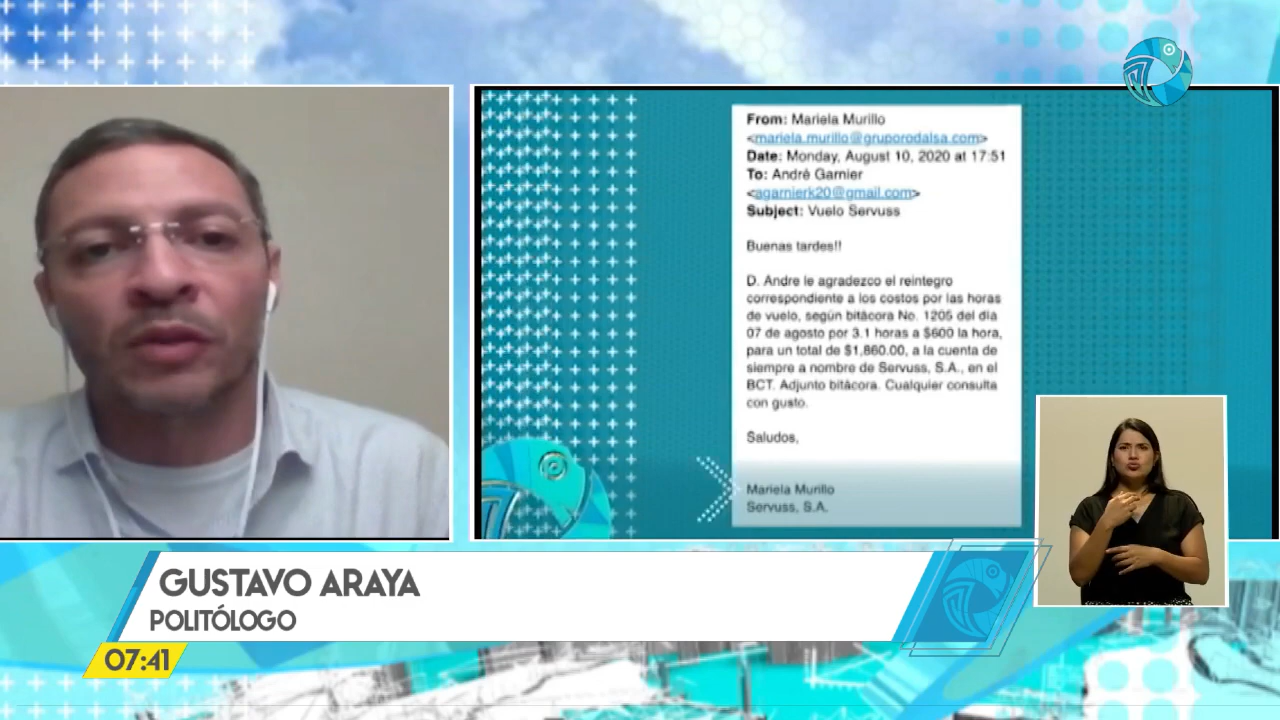 From: Mariela Murillo
<mariela.murillo@gruporodalsa.com>
Date: Monday, August 10, 2020 at 17:51
To: André Garnier
<agarnierk20@gmail.com>
Subject: Vuelo Servuss
Buenas tardes!!
D. Andre le agradezco el reintegro
correspondiente a los costos por las horas
de vuelo, según bitácora No. 1205 del día
07 de agosto por 3.1 horas a $600 la hora,
para un total de $1,860.00, a la cuenta de
siempre a nombre de Servuss, S.A., en el
BCT. Adjunto bitácora. Cualquier consulta
con gusto.
Saludos,
Mariela Murillo
Servuss, S.A.
GUSTAVO ARAYA
POLITÓLOGO
07:41